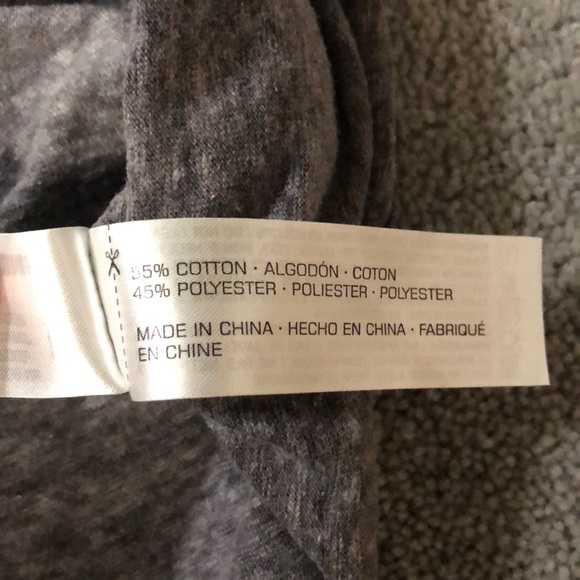 55% COTTON · ALGODÓN · COTON
45% POLYESTER · POLIESTER · POLYESTER
MADE IN CHINA · HECHO EN CHINA · FABRIQUÉ
EN CHINE